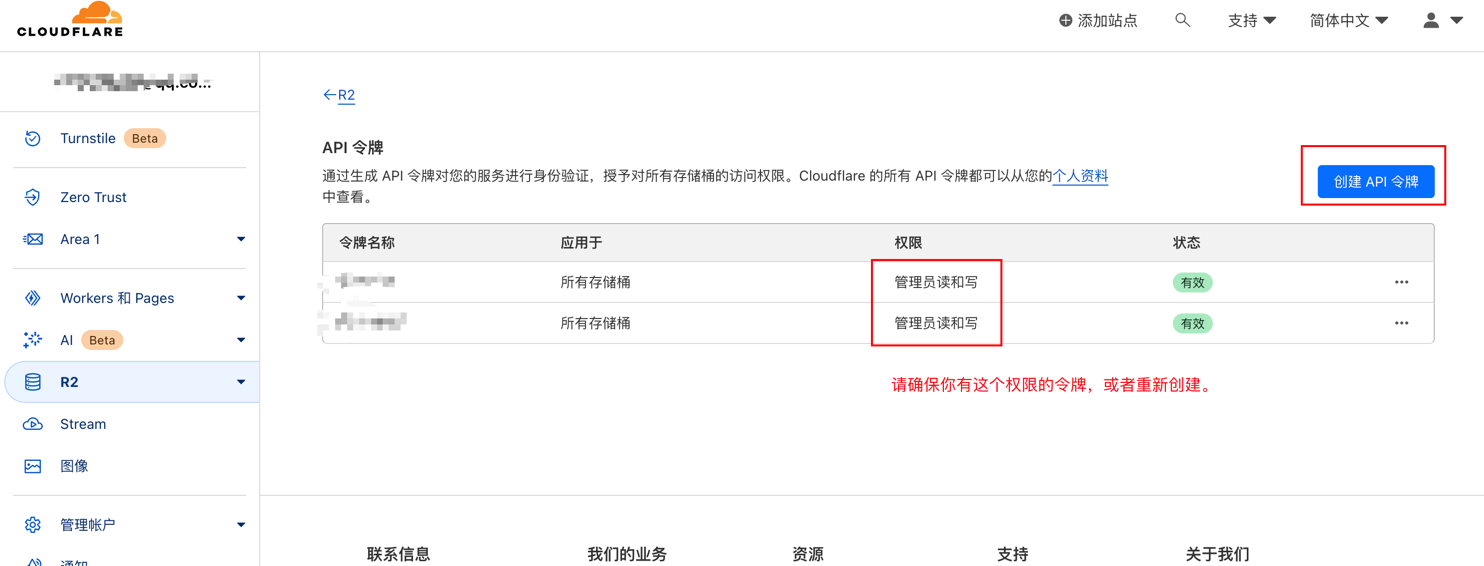 CLOUDFLARE
添加站点
支持
简体中文
qq.co...
←R2
Turnstile Beta
API 令牌
通过生成 API 令牌对您的服务进行身份验证，授予对所有存储桶的访问权限。Cloudflare 的所有 API 令牌都可以从您的个人资料
中查看。
创建 API 令牌
Zero Trust
Area 1
令牌名称 应用于 权限 状态
所有存储桶 管理员读和写 有效 ...
所有存储桶 管理员读和写 有效 ...
请确保你有这个权限的令牌，或者重新创建。
Workers 和 Pages
AI Beta
R2
Stream
图像
管理帐户
通知
联系信息 我们的业务 资源 支持 关于我们